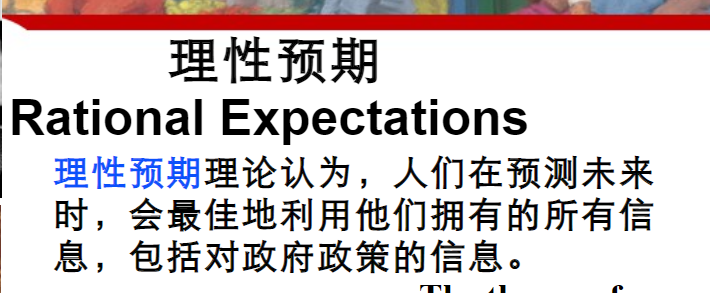 理性预期
Rational Expectations
理性预期理论认为，人们在预测未来
时，会最佳地利用他们拥有的所有信
息，包括对政府政策的信息。